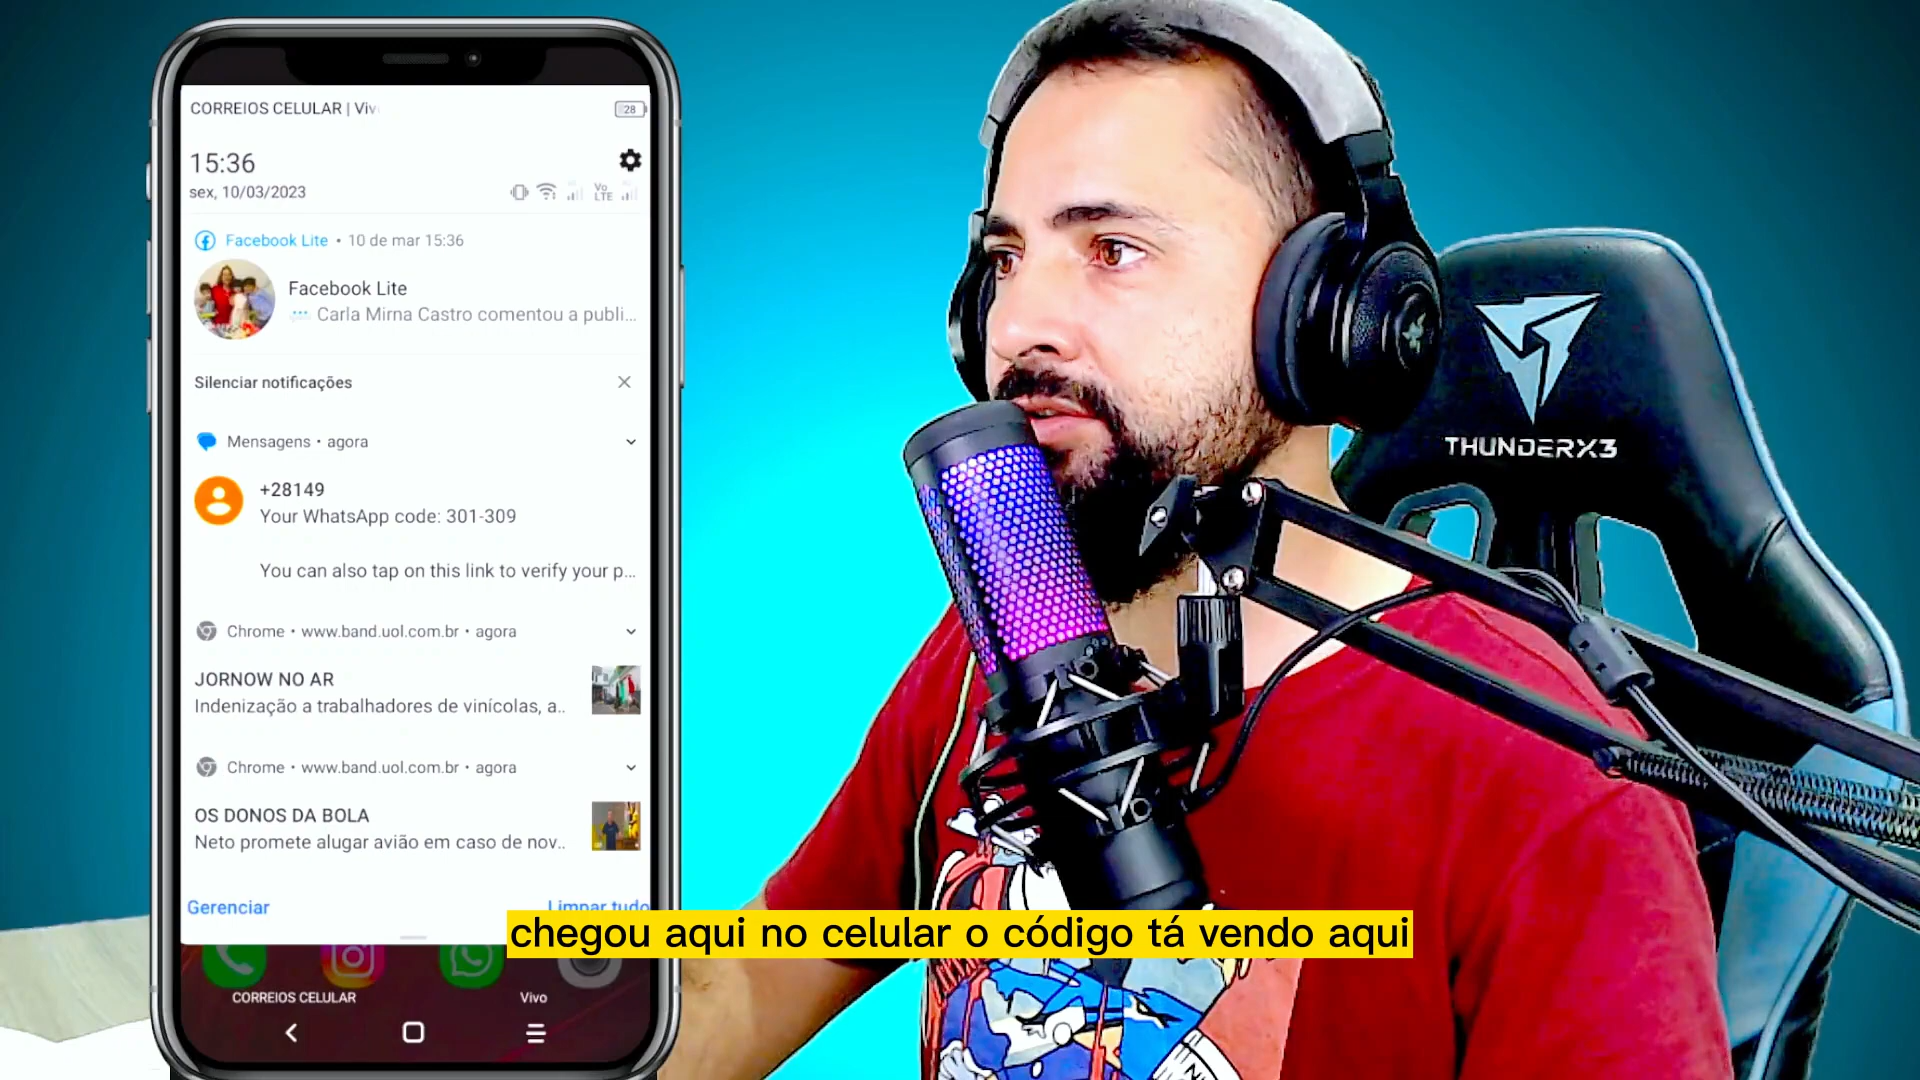 CORREIOS CELULAR | Viv
28
15:36
sex, 10/03/2023
Vo
LTE
Facebook Lite • 10 de mar 15:36
Facebook Lite
Carla Mirna Castro comentou a publi...
Silenciar notificações
Mensagens • agora
+28149
Your WhatsApp code: 301-309
You can also tap on this link to verify your p...
Chrome • www.band.uol.com.br • agora
JORNOW NO AR
Indenização a trabalhadores de vinícolas, a..
Chrome • www.band.uol.com.br • agora
OS DONOS DA BOLA
Neto promete alugar avião em caso de nov..
Gerenciar
Limpar tudo
CORREIOS CELULAR
Vivo
THUNDERX3
chegou aqui no celular o código tá vendo aqui